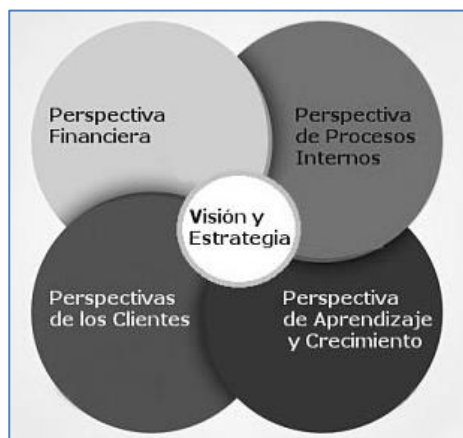 Perspectiva
Financiera
Perspectiva
de Procesos
Internos
Visión y
Estrategia
Perspectivas
de los Clientes
Perspectiva
de Aprendizaje
y Crecimiento